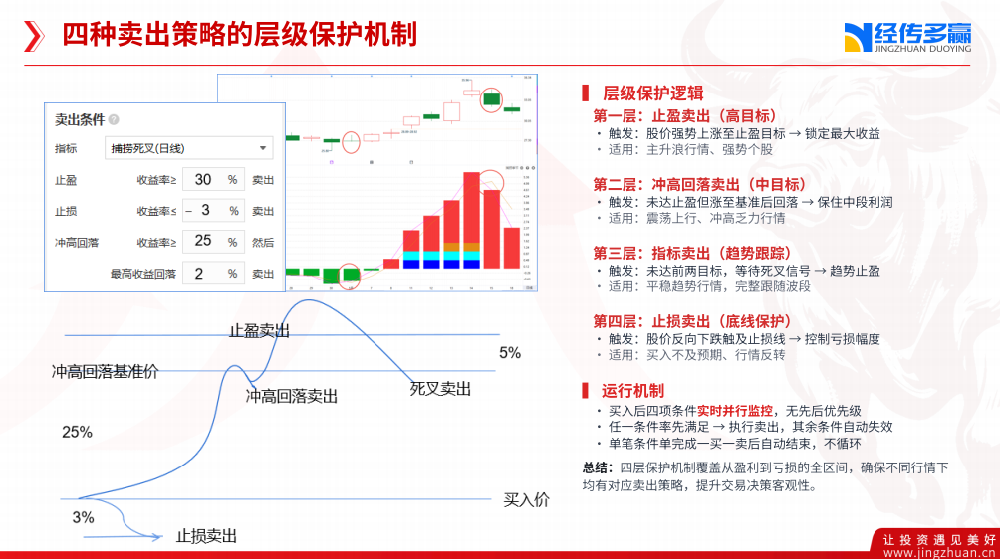 四种卖出策略的层级保护机制
经传多赢
JINGZHUAN DUOYING
卖出条件 ?
指标 捕捞死叉(日线)
止盈 收益率≥ 30 % 卖出
止损 收益率≤ – 3 % 卖出
冲高回落 收益率≥ 25 % 然后
最高收益回落 2 % 卖出
止盈卖出
5%
冲高回落基准价
冲高回落卖出
死叉卖出
25%
买入价
3%
止损卖出
层级保护逻辑
第一层：止盈卖出（高目标）
• 触发：股价强势上涨至止盈目标 → 锁定最大收益
• 适用：主升浪行情、强势个股
第二层：冲高回落卖出（中目标）
• 触发：未达止盈但涨至基准后回落 → 保住中段利润
• 适用：震荡上行、冲高乏力行情
第三层：指标卖出（趋势跟踪）
• 触发：未达前两目标，等待死叉信号 → 趋势止盈
• 适用：平稳趋势行情，完整跟随波段
第四层：止损卖出（底线保护）
• 触发：股价反向下跌触及止损线 → 控制亏损幅度
• 适用：买入不及预期、行情反转
运行机制
• 买入后四项条件实时并行监控，无先后优先级
• 任一条件率先满足 → 执行卖出，其余条件自动失效
• 单笔条件单完成一买一卖后自动结束，不循环
总结：四层保护机制覆盖从盈利到亏损的全区间，确保不同行情下
均有对应卖出策略，提升交易决策客观性。
让投资遇见美好
www.jingzhuan.cn